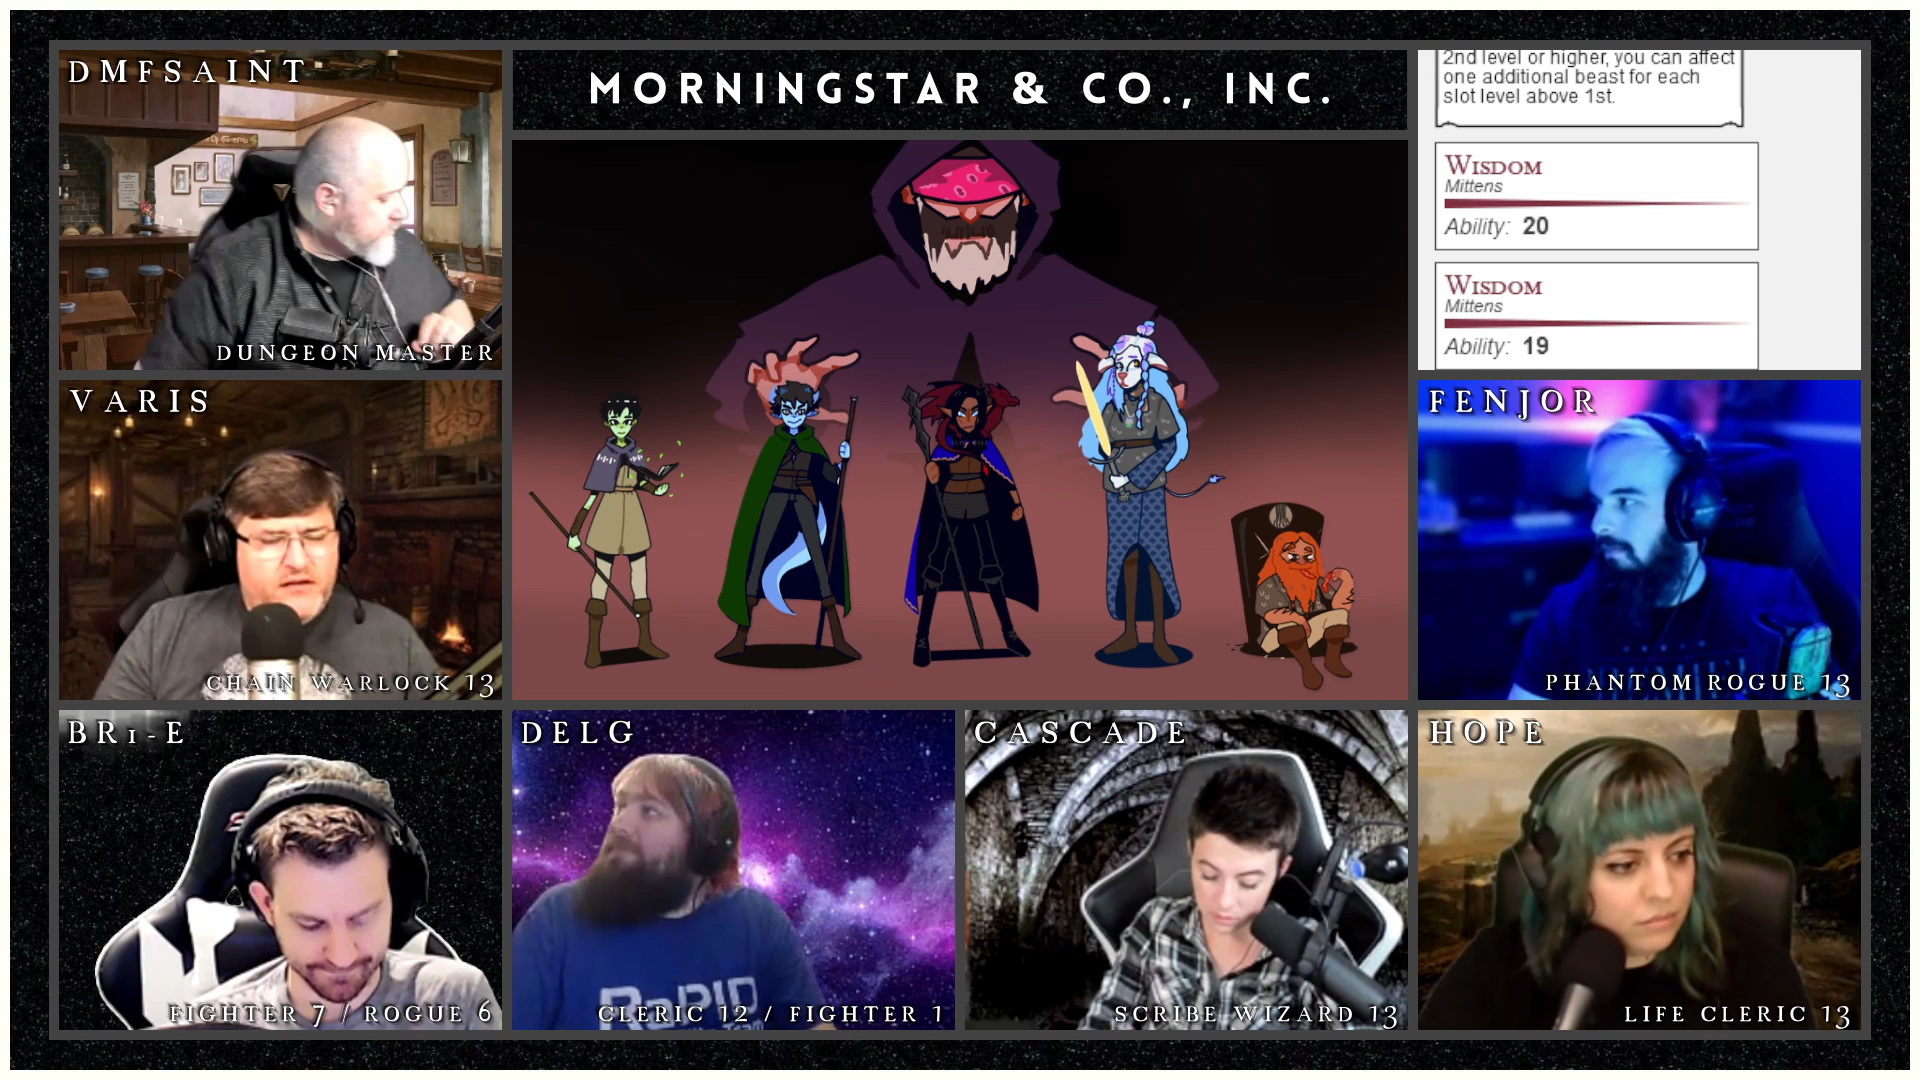 DMFSAINT
DUNGEON MASTER
MORNINGSTAR & CO., INC.
2nd level or higher, you can affect
one additional beast for each
slot level above 1st.
WISDOM
Mittens
Ability: 20
WISDOM
Mittens
Ability: 19
VARIS
CHAIN WARLOCK 13
FENJOR
PHANTOM ROGUE 13
BR1-E
FIGHTER 7 / ROGUE 6
DELG
RAPID
CLERIC 12 / FIGHTER 1
CASCADE
SCRIBE WIZARD 13
HOPE
LIFE CLERIC 13